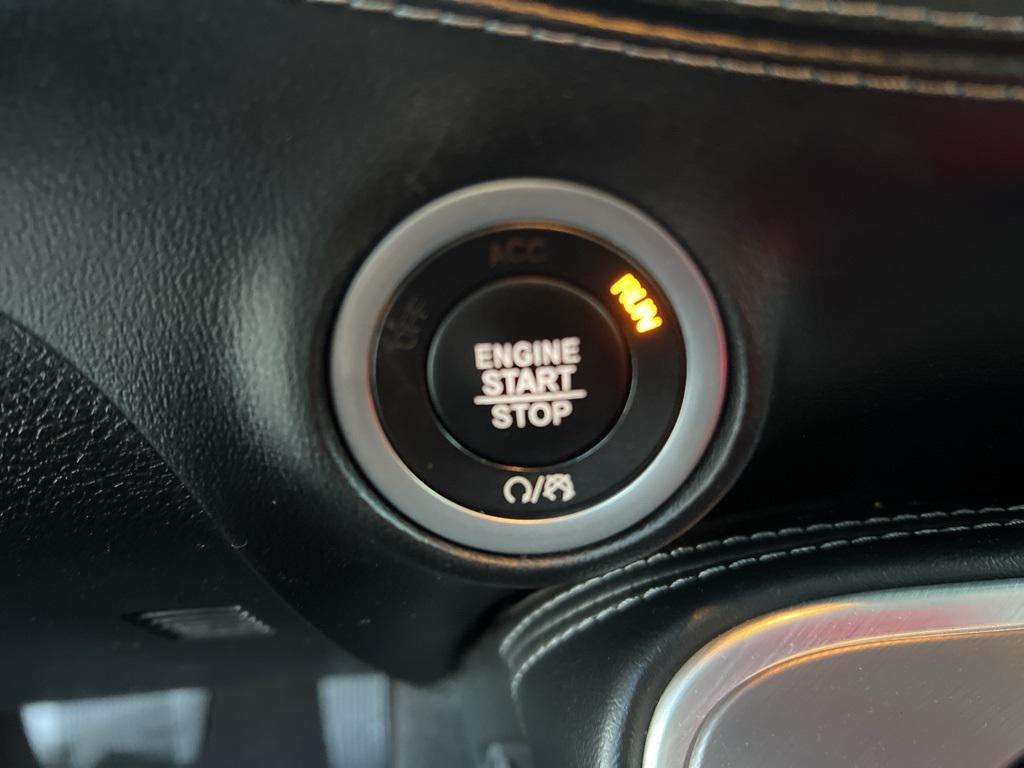 ACC
OFF
RUN
ENGINE
START
STOP